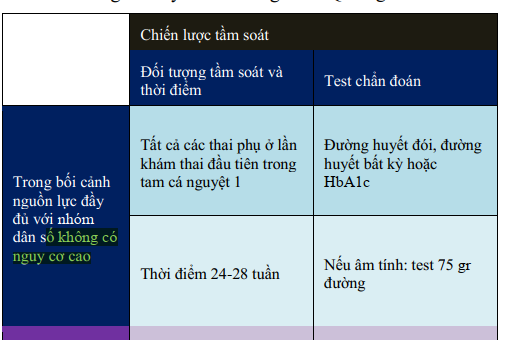 Chiến lược tầm soát
Đối tượng tầm soát và
thời điểm
Test chẩn đoán
Trong bối cảnh
nguồn lực đầy
đủ với nhóm
dân số không có
nguy cơ cao
Tất cả các thai phụ ở lần
khám thai đầu tiên trong
tam cá nguyệt 1
Đường huyết đói, đường
huyết bất kỳ hoặc
HbA1c
Thời điểm 24-28 tuần
Nếu âm tính: test 75 gr
đường